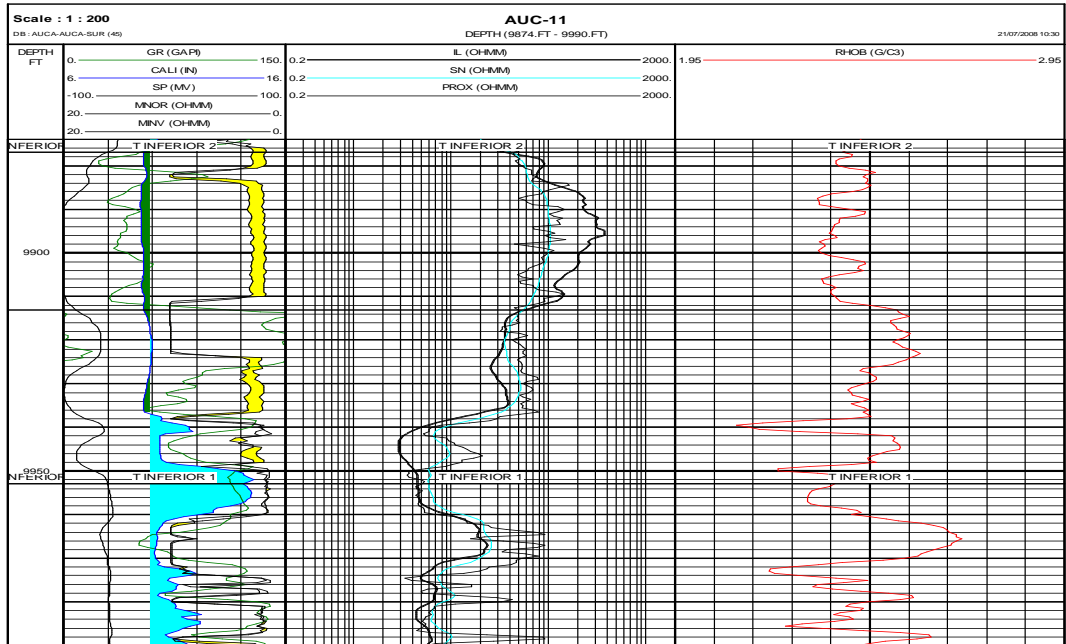 Scale : 1 : 200
AUC-11
DB : AUCA-AUCA-SUR (45)
DEPTH (9874.FT - 9990.FT)
21/07/2008 10:30
DEPTH
FT
0. GR (GAPI) 150.
6. CALI (IN) 16.
-100. SP (MV) 100.
20. MNOR (OHMM) 0.
20. MINV (OHMM) 0.
0.2 IL (OHMM) 2000.
0.2 SN (OHMM) 2000.
0.2 PROX (OHMM) 2000.
1.95 RHOB (G/C3) 2.95
NFERIOR T INFERIOR 2 T INFERIOR 2 T INFERIOR 2
9900
9950
NFERIOR T INFERIOR 1 T INFERIOR 1 T INFERIOR 1